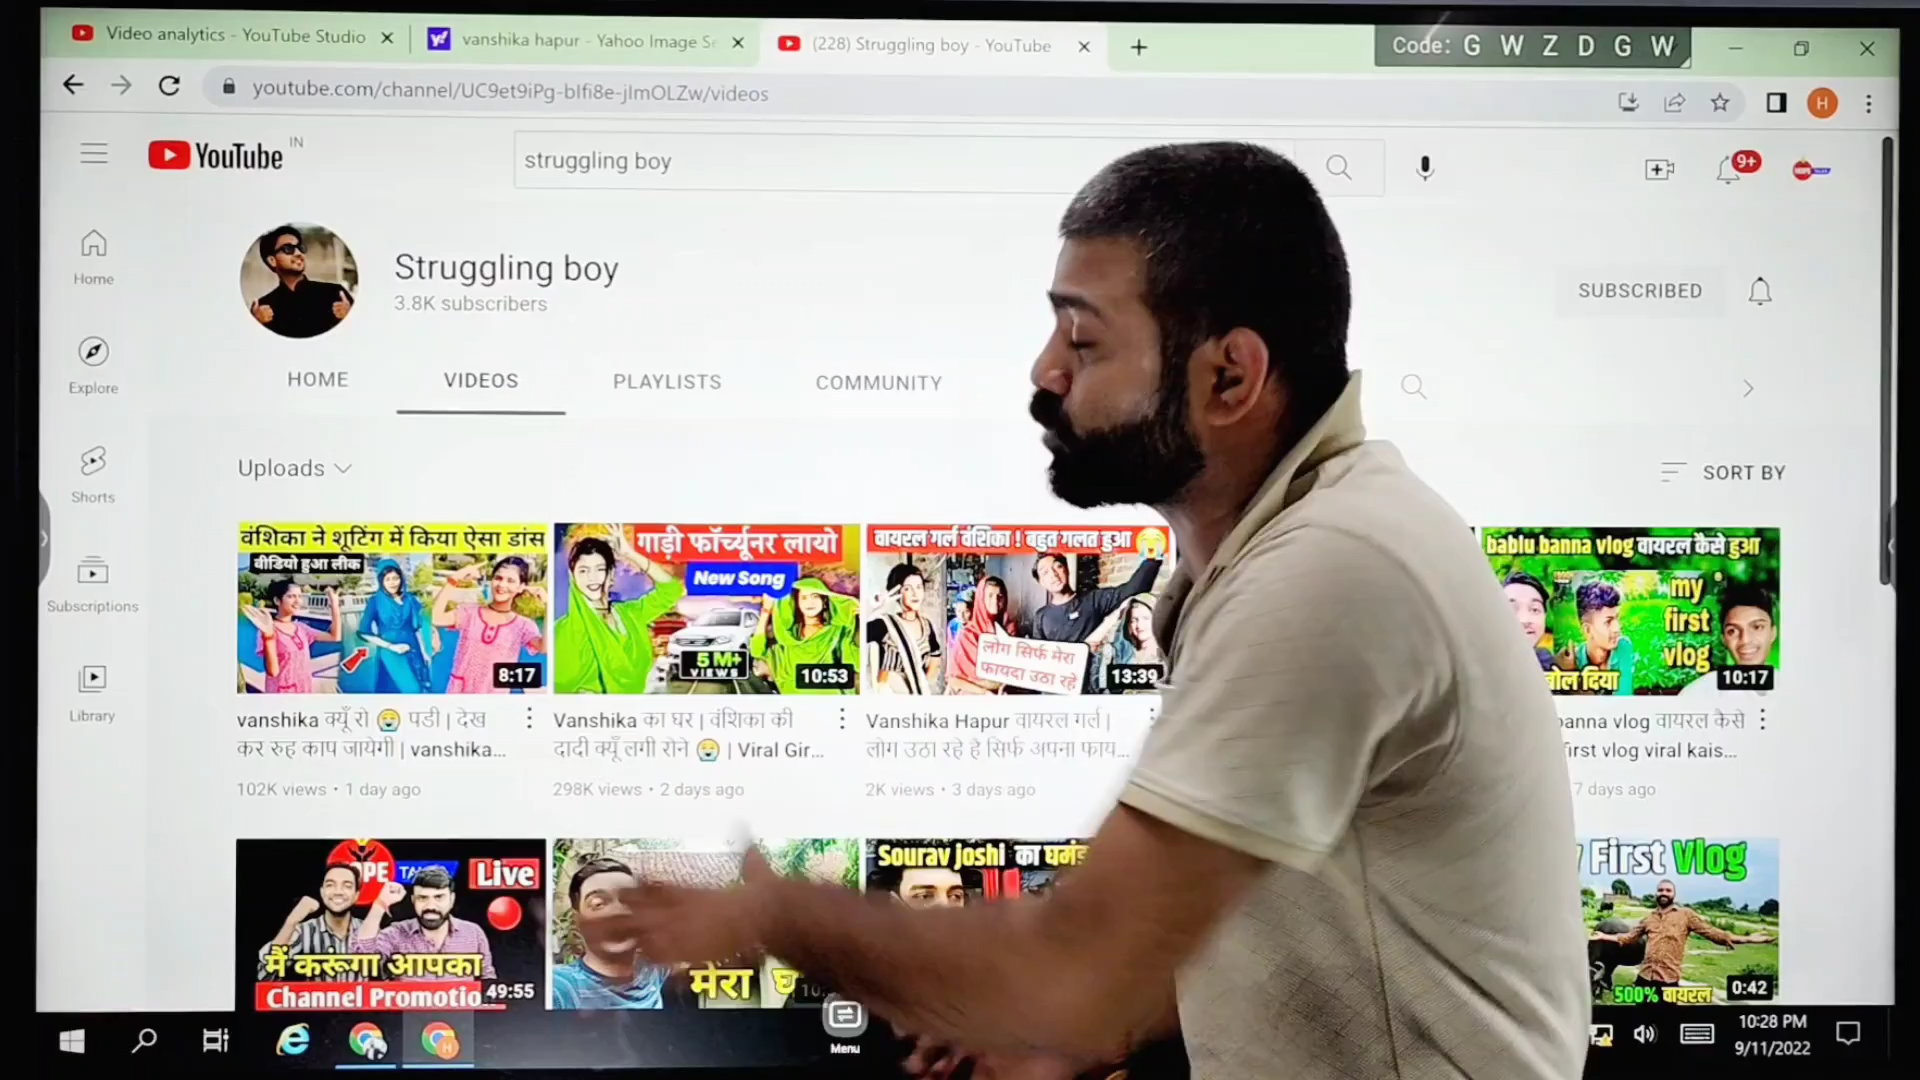 Video analytics - YouTube Studio
vanshika hapur - Yahoo Image Se
(228) Struggling boy - YouTube
Code: G W Z D G W
youtube.com/channel/UC9et9iPg-blfi8e-jImOLZw/videos
H
YouTube IN
struggling boy
9+
Home
Explore
Shorts
Subscriptions
Library
Struggling boy
3.8K subscribers
SUBSCRIBED
HOME
VIDEOS
PLAYLISTS
COMMUNITY
Uploads
SORT BY
वंशिका ने शूटिंग में किया ऐसा डांस
वीडियो हुआ लीक
8:17
vanshika क्यूँ रो 😭 पडी | देख
कर रुह काप जायेगी | vanshika...
102K views • 1 day ago
गाड़ी फॉर्च्यूनर लायो
New Song
5 M+
VIEWS
10:53
Vanshika का घर | वंशिका की
दादी क्यूँ लगी रोने 😭 | Viral Gir...
298K views • 2 days ago
वायरल गर्ल वंशिका ! बहुत गलत हुआ
लोग सिर्फ मेरा
फायदा उठा रहे
13:39
Vanshika Hapur वायरल गर्ल |
लोग उठा रहे हे सिर्फ अपना फाय...
2K views • 3 days ago
bablu banna vlog वायरल कैसे हुआ
my
first
vlog
बोल दिया
10:17
banna vlog वायरल कैसे
first vlog viral kais...
7 days ago
Live
मैं करूंगा आपका
Channel Promotio
49:55
मेरा घ
Sourav joshi का घमंड
First Vlog
500% वायरल
0:42
Menu
10:28 PM
9/11/2022